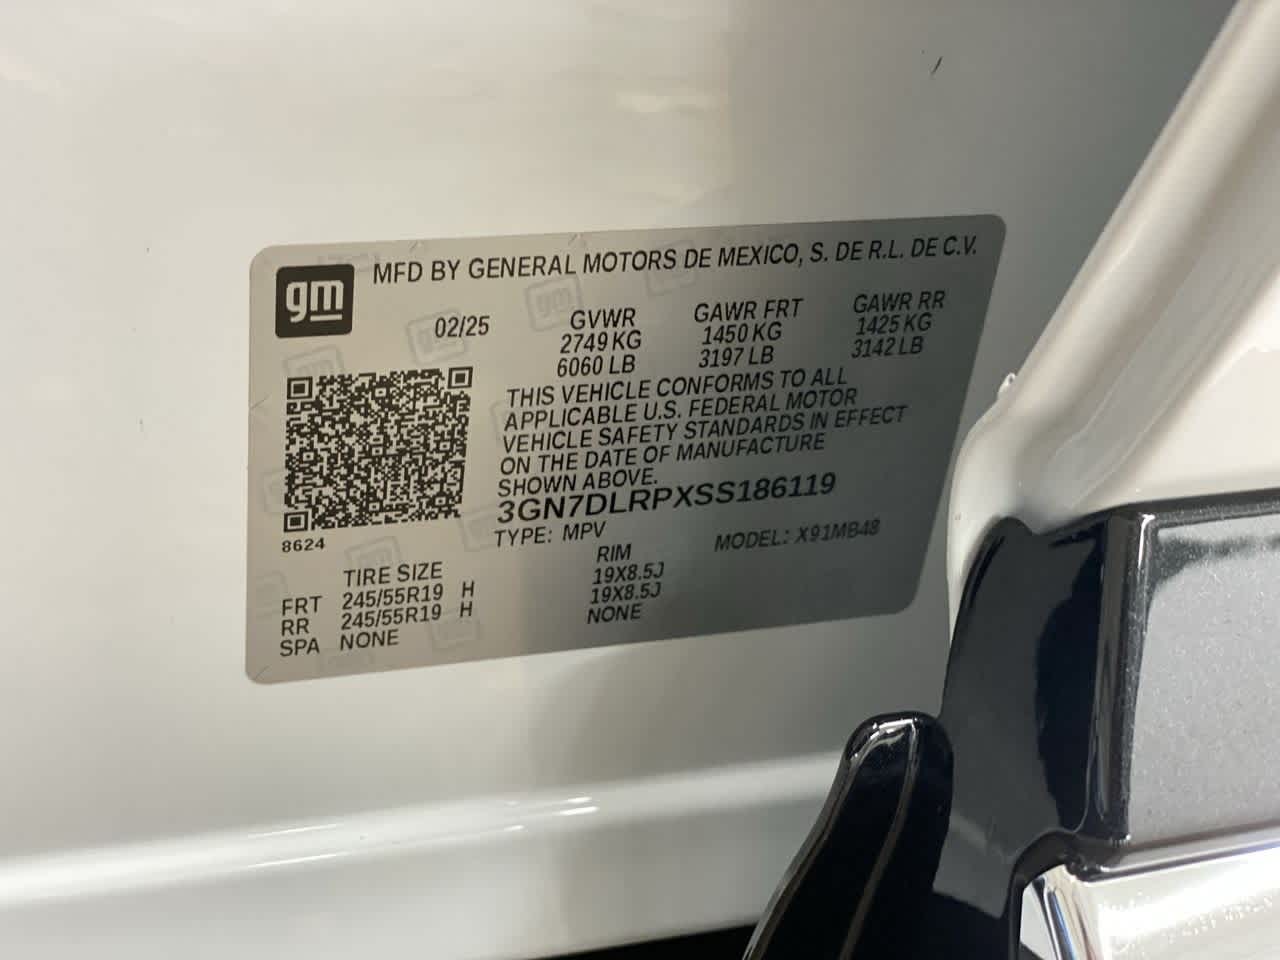 gm
MFD BY GENERAL MOTORS DE MEXICO, S. DE R.L. DE C.V.
02/25 GVWR GAWR FRT GAWR RR
2749 KG 1450 KG 1425 KG
6060 LB 3197 LB 3142 LB
THIS VEHICLE CONFORMS TO ALL
APPLICABLE U.S. FEDERAL MOTOR
VEHICLE SAFETY STANDARDS IN EFFECT
ON THE DATE OF MANUFACTURE
SHOWN ABOVE.
3GN7DLRPXSS186119
8624
TYPE: MPV MODEL: X91MB48
TIRE SIZE RIM
FRT 245/55R19 H 19X8.5J
RR 245/55R19 H 19X8.5J
SPA NONE NONE